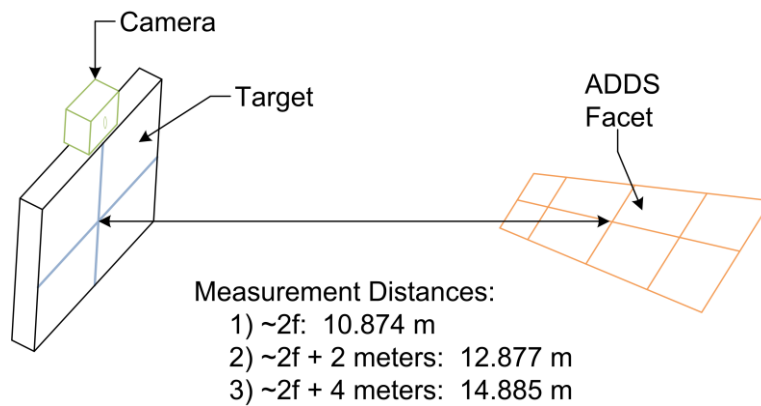 Camera
Target
ADDS
Facet
Measurement Distances:
1) ~2f: 10.874 m
2) ~2f + 2 meters: 12.877 m
3) ~2f + 4 meters: 14.885 m